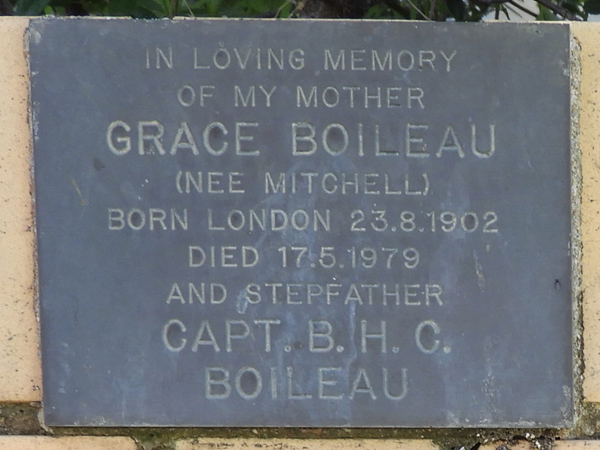 IN LOVING MEMORY
OF MY MOTHER
GRACE BOILEAU
(NEE MITCHELL)
BORN LONDON 23.8.1902
DIED 17.5.1979
AND STEPFATHER
CAPT. B. H. C.
BOILEAU